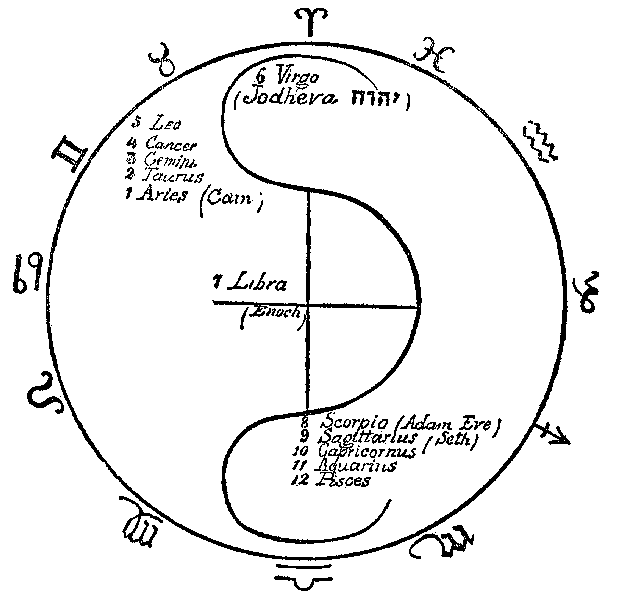 6 Virgo
(Jodheva יהוה)
5 Leo
4 Cancer
3 Gemini
2 Taurus
1 Aries (Cain)
7 Libra
(Enoch)
8 Scorpio (Adam Eve)
9 Sagittarius (Seth)
10 Capricornus
11 Aquarius
12 Pisces